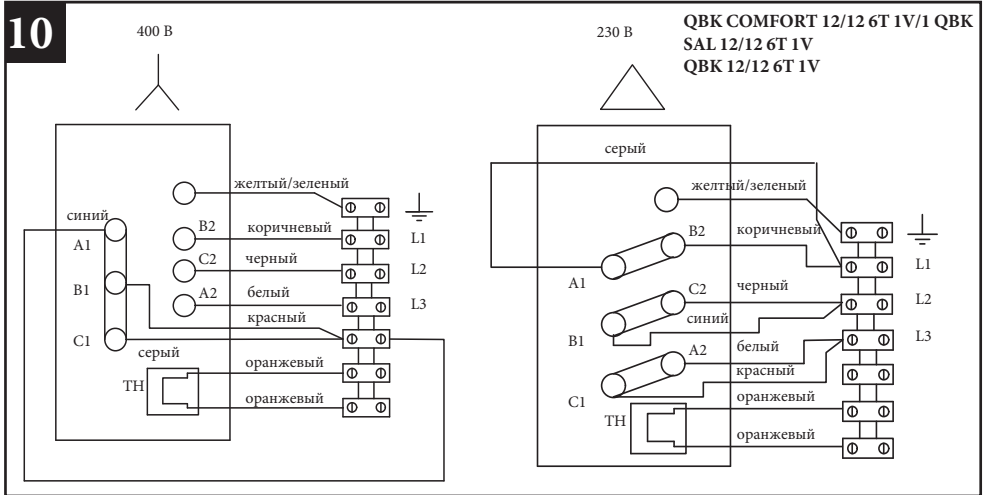 10
400 В
230 В
QBK COMFORT 12/12 6T 1V/1 QBK
SAL 12/12 6T 1V
QBK 12/12 6T 1V
желтый/зеленый
синий
A1
B2
коричневый
L1
C2
черный
L2
B1
A2
белый
L3
красный
C1
серый
оранжевый
TH
оранжевый
серый
желтый/зеленый
B2
коричневый
L1
A1
C2
черный
L2
синий
B1
A2
белый
L3
красный
C1
оранжевый
TH
оранжевый